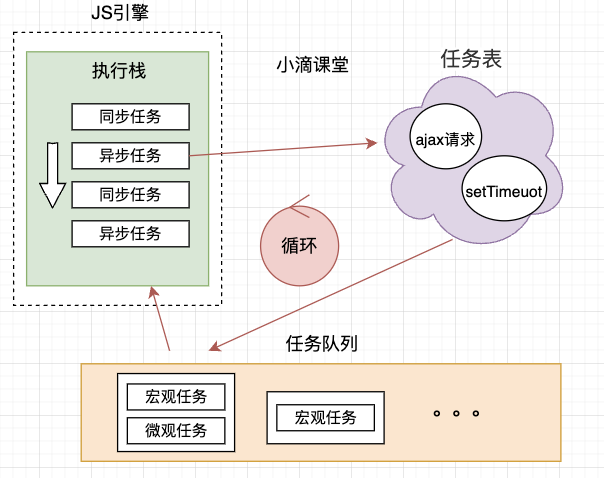 JS引擎
执行栈
同步任务
异步任务
同步任务
异步任务
小滴课堂
任务表
ajax请求
setTimeuot
循环
任务队列
宏观任务
微观任务
宏观任务
。。。